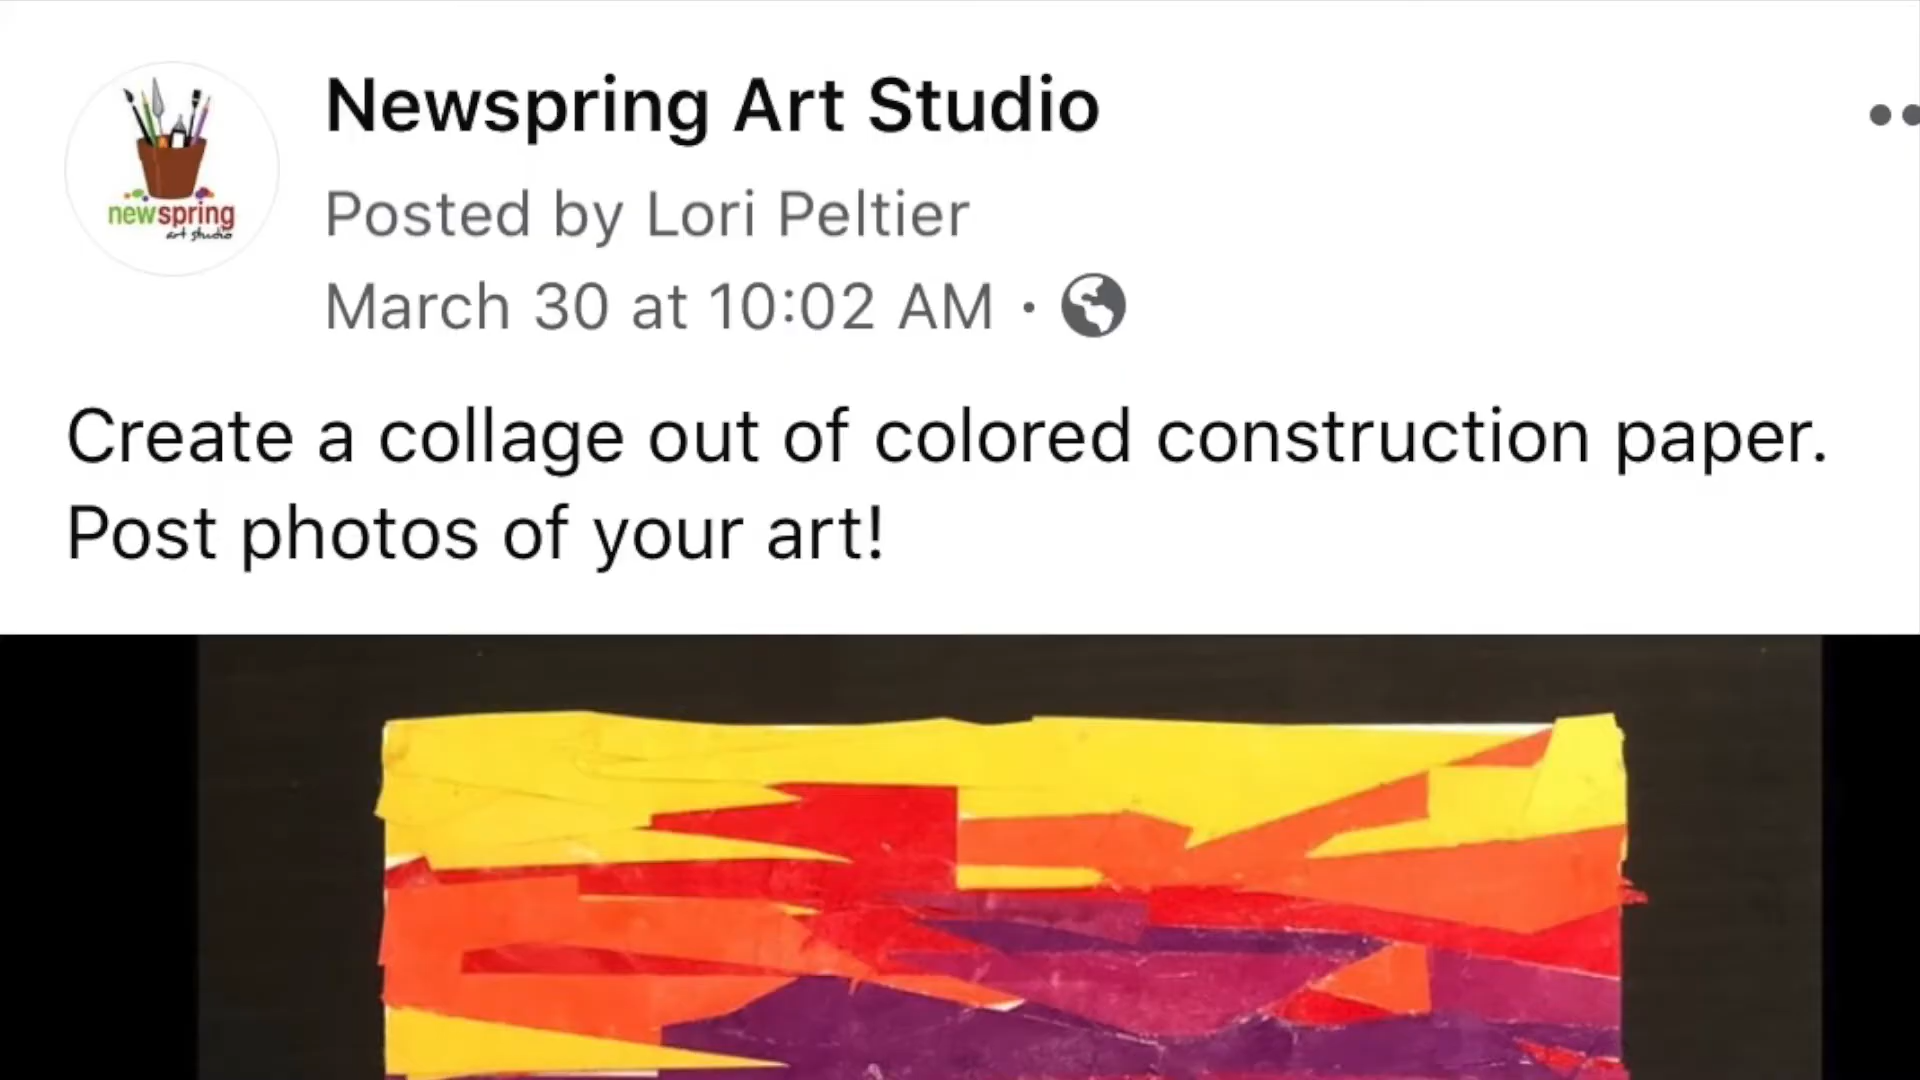 Newspring Art Studio
Posted by Lori Peltier
March 30 at 10:02 AM ·
newspring
art studio
Create a collage out of colored construction paper.
Post photos of your art!